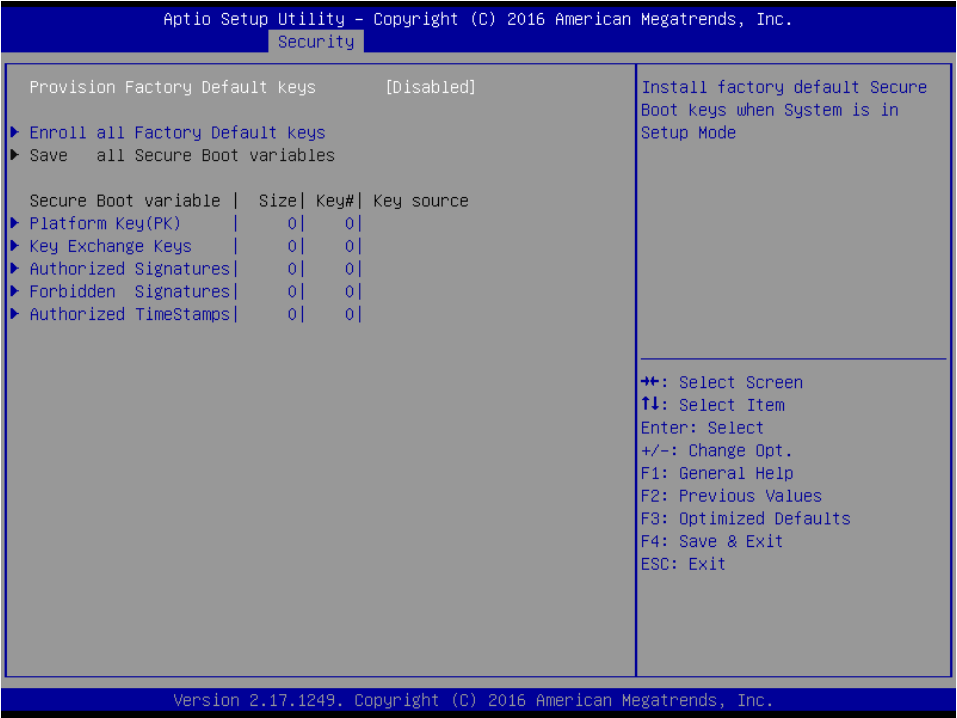 Aptio Setup Utility – Copyright (C) 2016 American Megatrends, Inc.
Security
Provision Factory Default keys [Disabled]
Enroll all Factory Default keys
Save all Secure Boot variables
Secure Boot variable | Size| Key#| Key source
Platform Key(PK) | 0| 0|
Key Exchange Keys | 0| 0|
Authorized Signatures| 0| 0|
Forbidden Signatures| 0| 0|
Authorized TimeStamps| 0| 0|
Install factory default Secure
Boot keys when System is in
Setup Mode
→←: Select Screen
↑↓: Select Item
Enter: Select
+/-: Change Opt.
F1: General Help
F2: Previous Values
F3: Optimized Defaults
F4: Save & Exit
ESC: Exit
Version 2.17.1249. Copyright (C) 2016 American Megatrends, Inc.